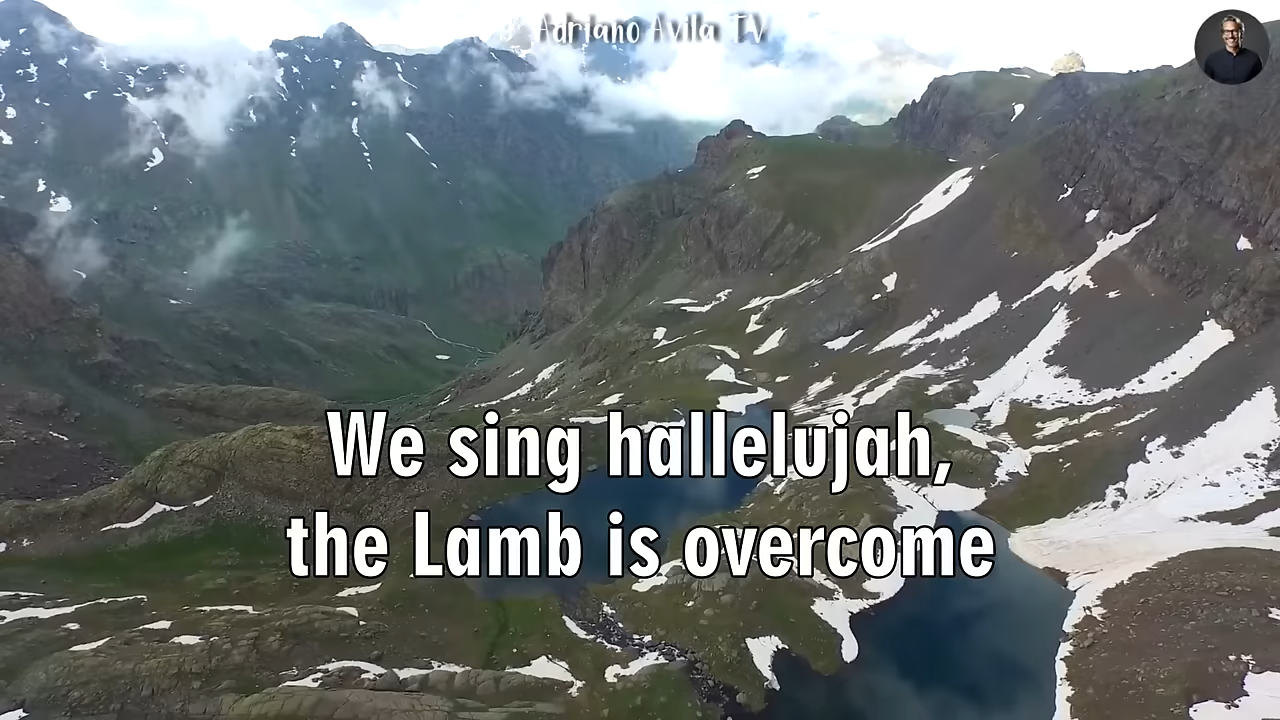 Adriano Avila TV
We sing hallelujah,
the Lamb is overcome